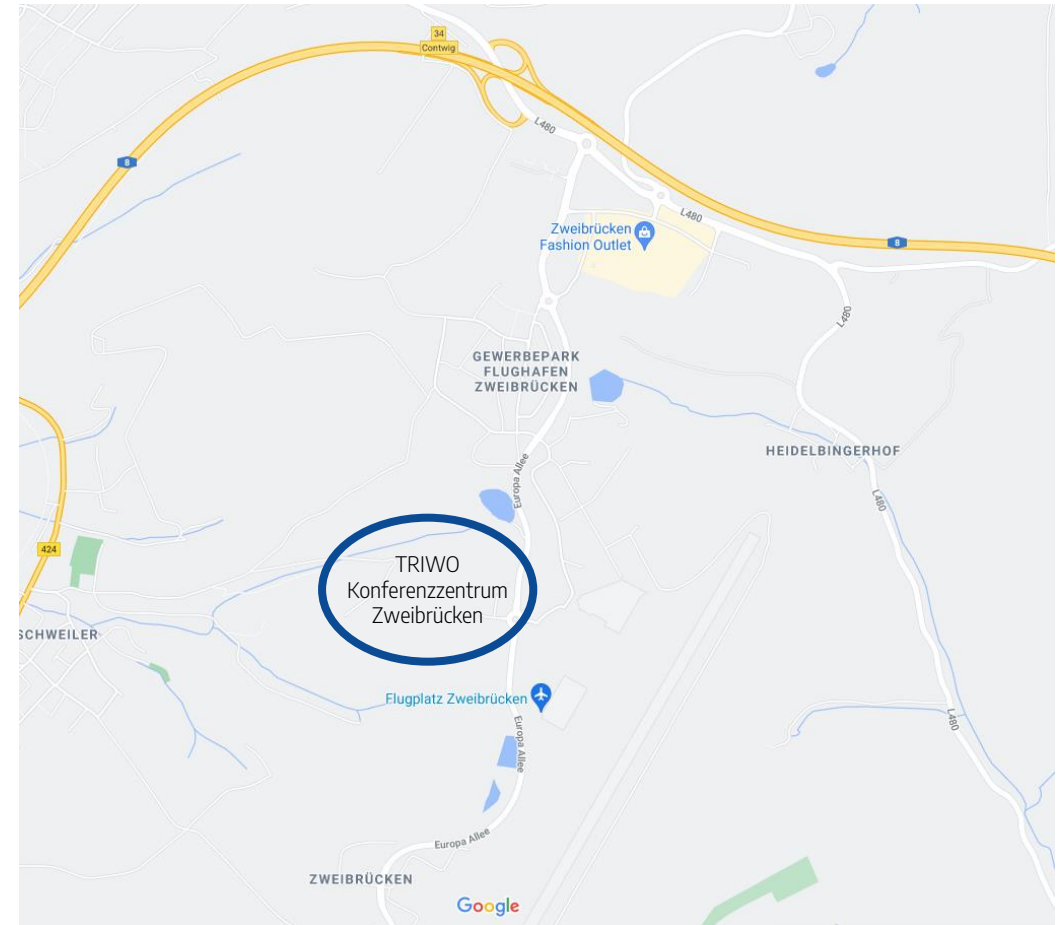 34
Contwig
L480
8
L480
Zweibrücken
Fashion Outlet
8
L480
GEWERBEPARK
FLUGHAFEN
ZWEIBRÜCKEN
HEIDELBINGERHOF
Europa Allee
L480
424
TRIWO
Konferenzzentrum
Zweibrücken
SCHWEILER
Flugplatz Zweibrücken
L480
Europa Allee
Europa Allee
ZWEIBRÜCKEN
Google